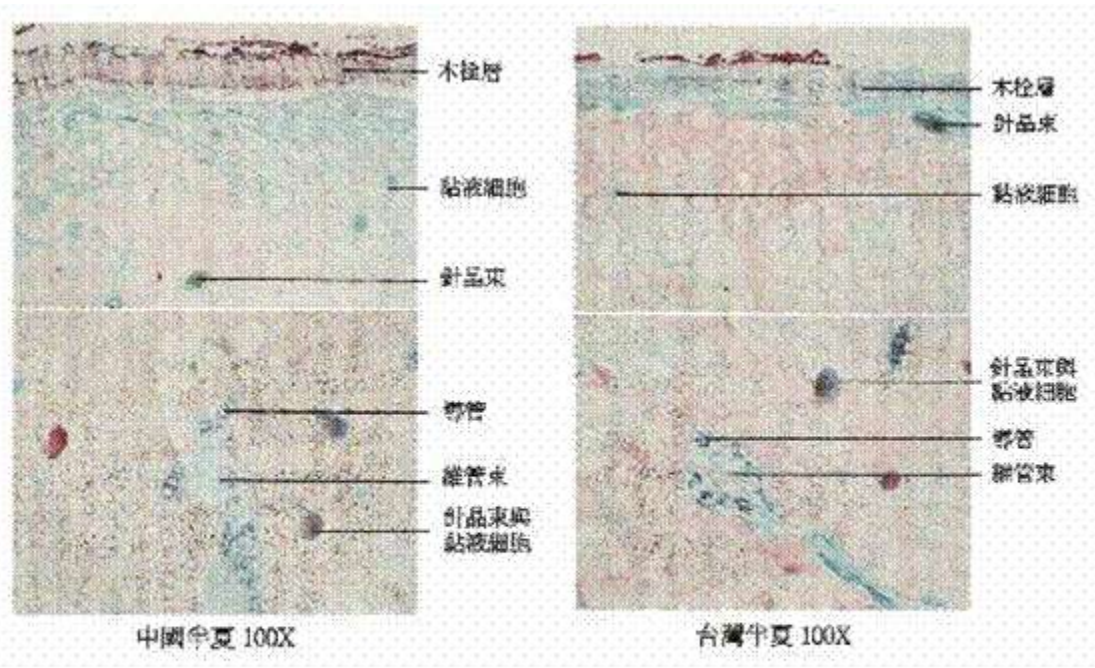 木栓層
黏液細胞
針晶束
導管
維管束
針晶束與
黏液細胞
中國半夏 100X
木栓層
針晶束
黏液細胞
針晶束與
黏液細胞
導管
維管束
台灣半夏 100X